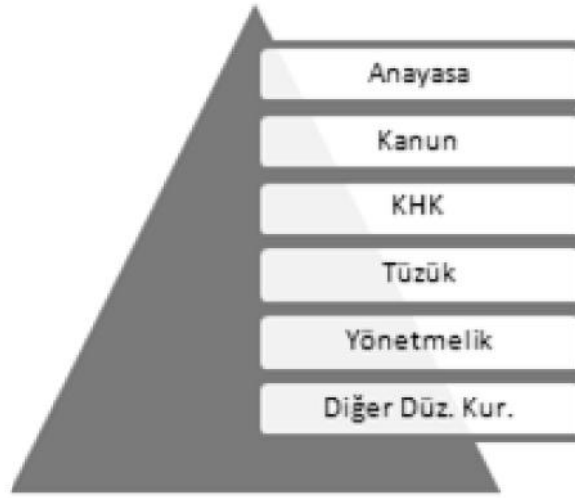 Anayasa
Kanun
KHK
Tüzük
Yönetmelik
Diğer Düz. Kur.